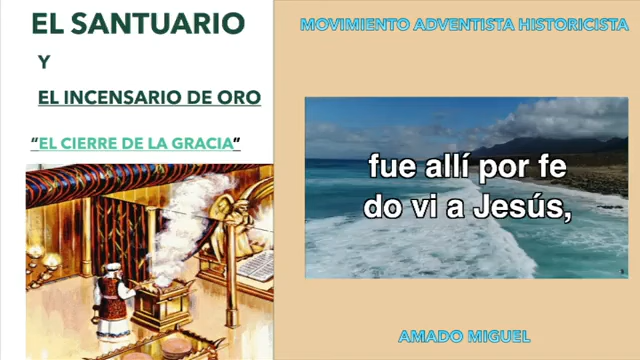 EL SANTUARIO
Y
EL INCENSARIO DE ORO
“EL CIERRE DE LA GRACIA”
MOVIMIENTO ADVENTISTA HISTORICISTA
fue allí por fe
do vi a Jesús,
AMADO MIGUEL